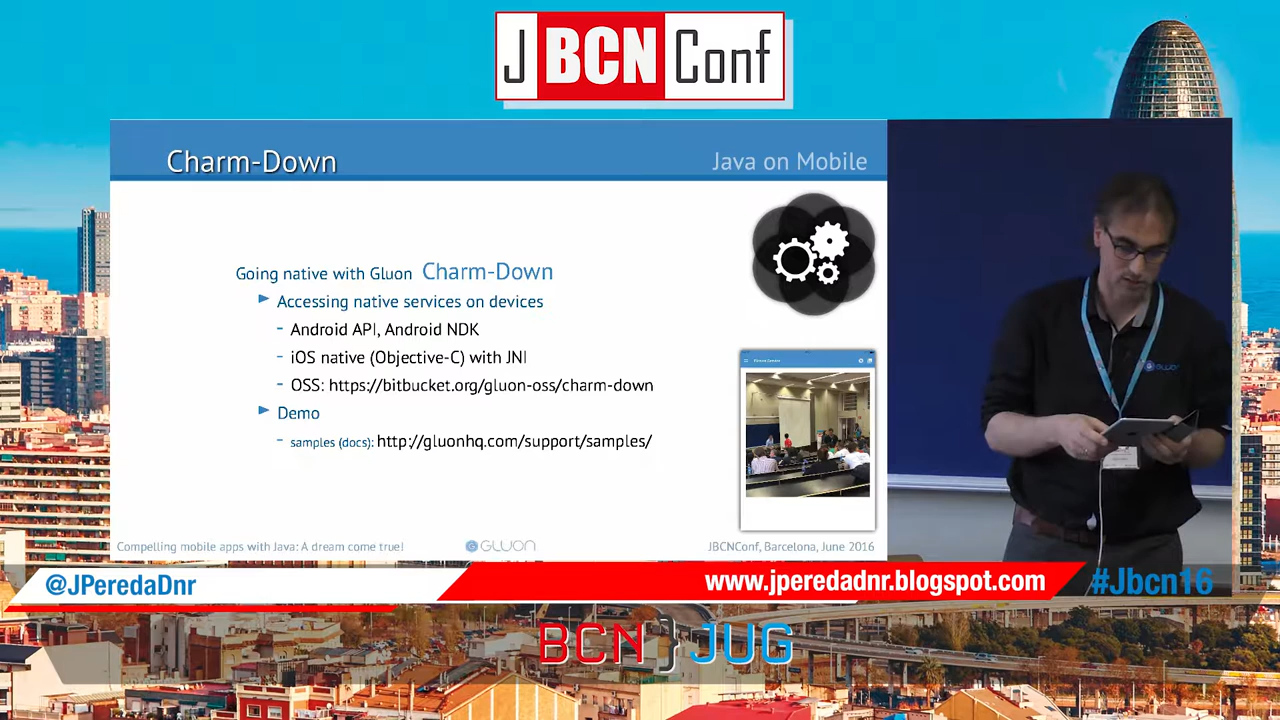 J BCN Conf
Charm-Down
Java on Mobile
Going native with Gluon Charm-Down
Accessing native services on devices
- Android API, Android NDK
- iOS native (Objective-C) with JNI
- OSS: https://bitbucket.org/gluon-oss/charm-down
Demo
- samples (docs): http://gluonhq.com/support/samples/
Compelling mobile apps with Java: A dream come true!
GLUON
JBCNConf, Barcelona, June 2016
GLUON
@JPeredaDnr
www.jperedadnr.blogspot.com
#Jbcn16
BCN JUG